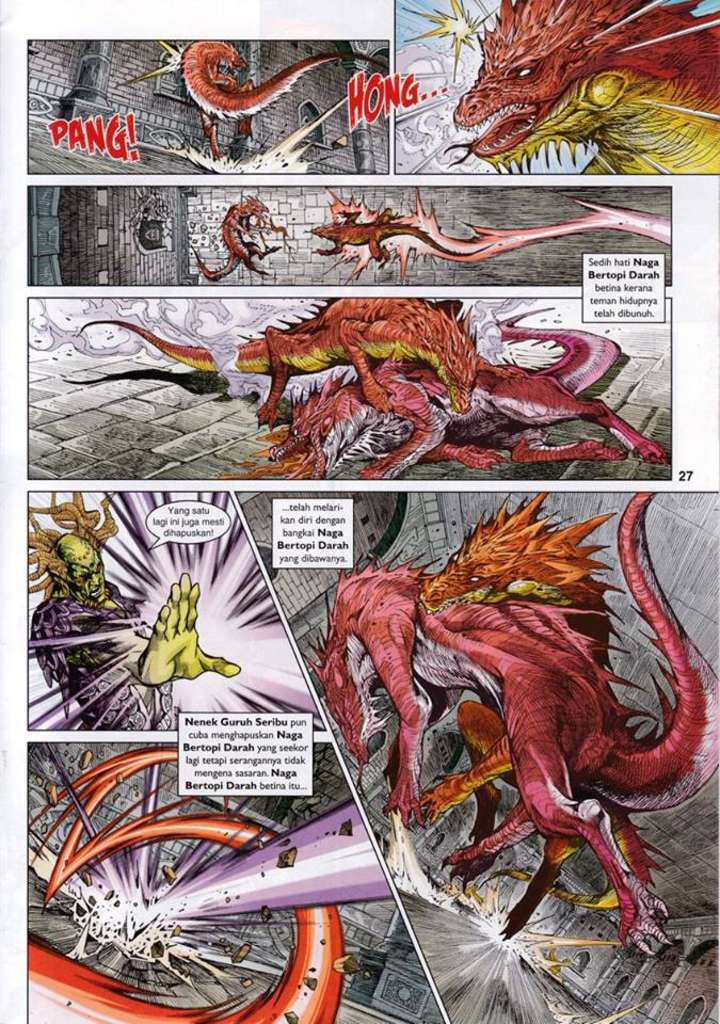 PANG!
HONG...
Sedih hati Naga
Bertopi Darah
betina kerana
teman hidupnya
telah dibunuh.
27
Yang satu
lagi ini juga mesti
dihapuskan!
Nenek Guruh Seribu pun
cuba menghapuskan Naga
Bertopi Darah yang seekor
lagi tetapi serangannya tidak
mengena sasaran. Naga
Bertopi Darah betina itu...
...telah melari-
kan diri dengan
bangkai Naga
Bertopi Darah
yang dibawanya.